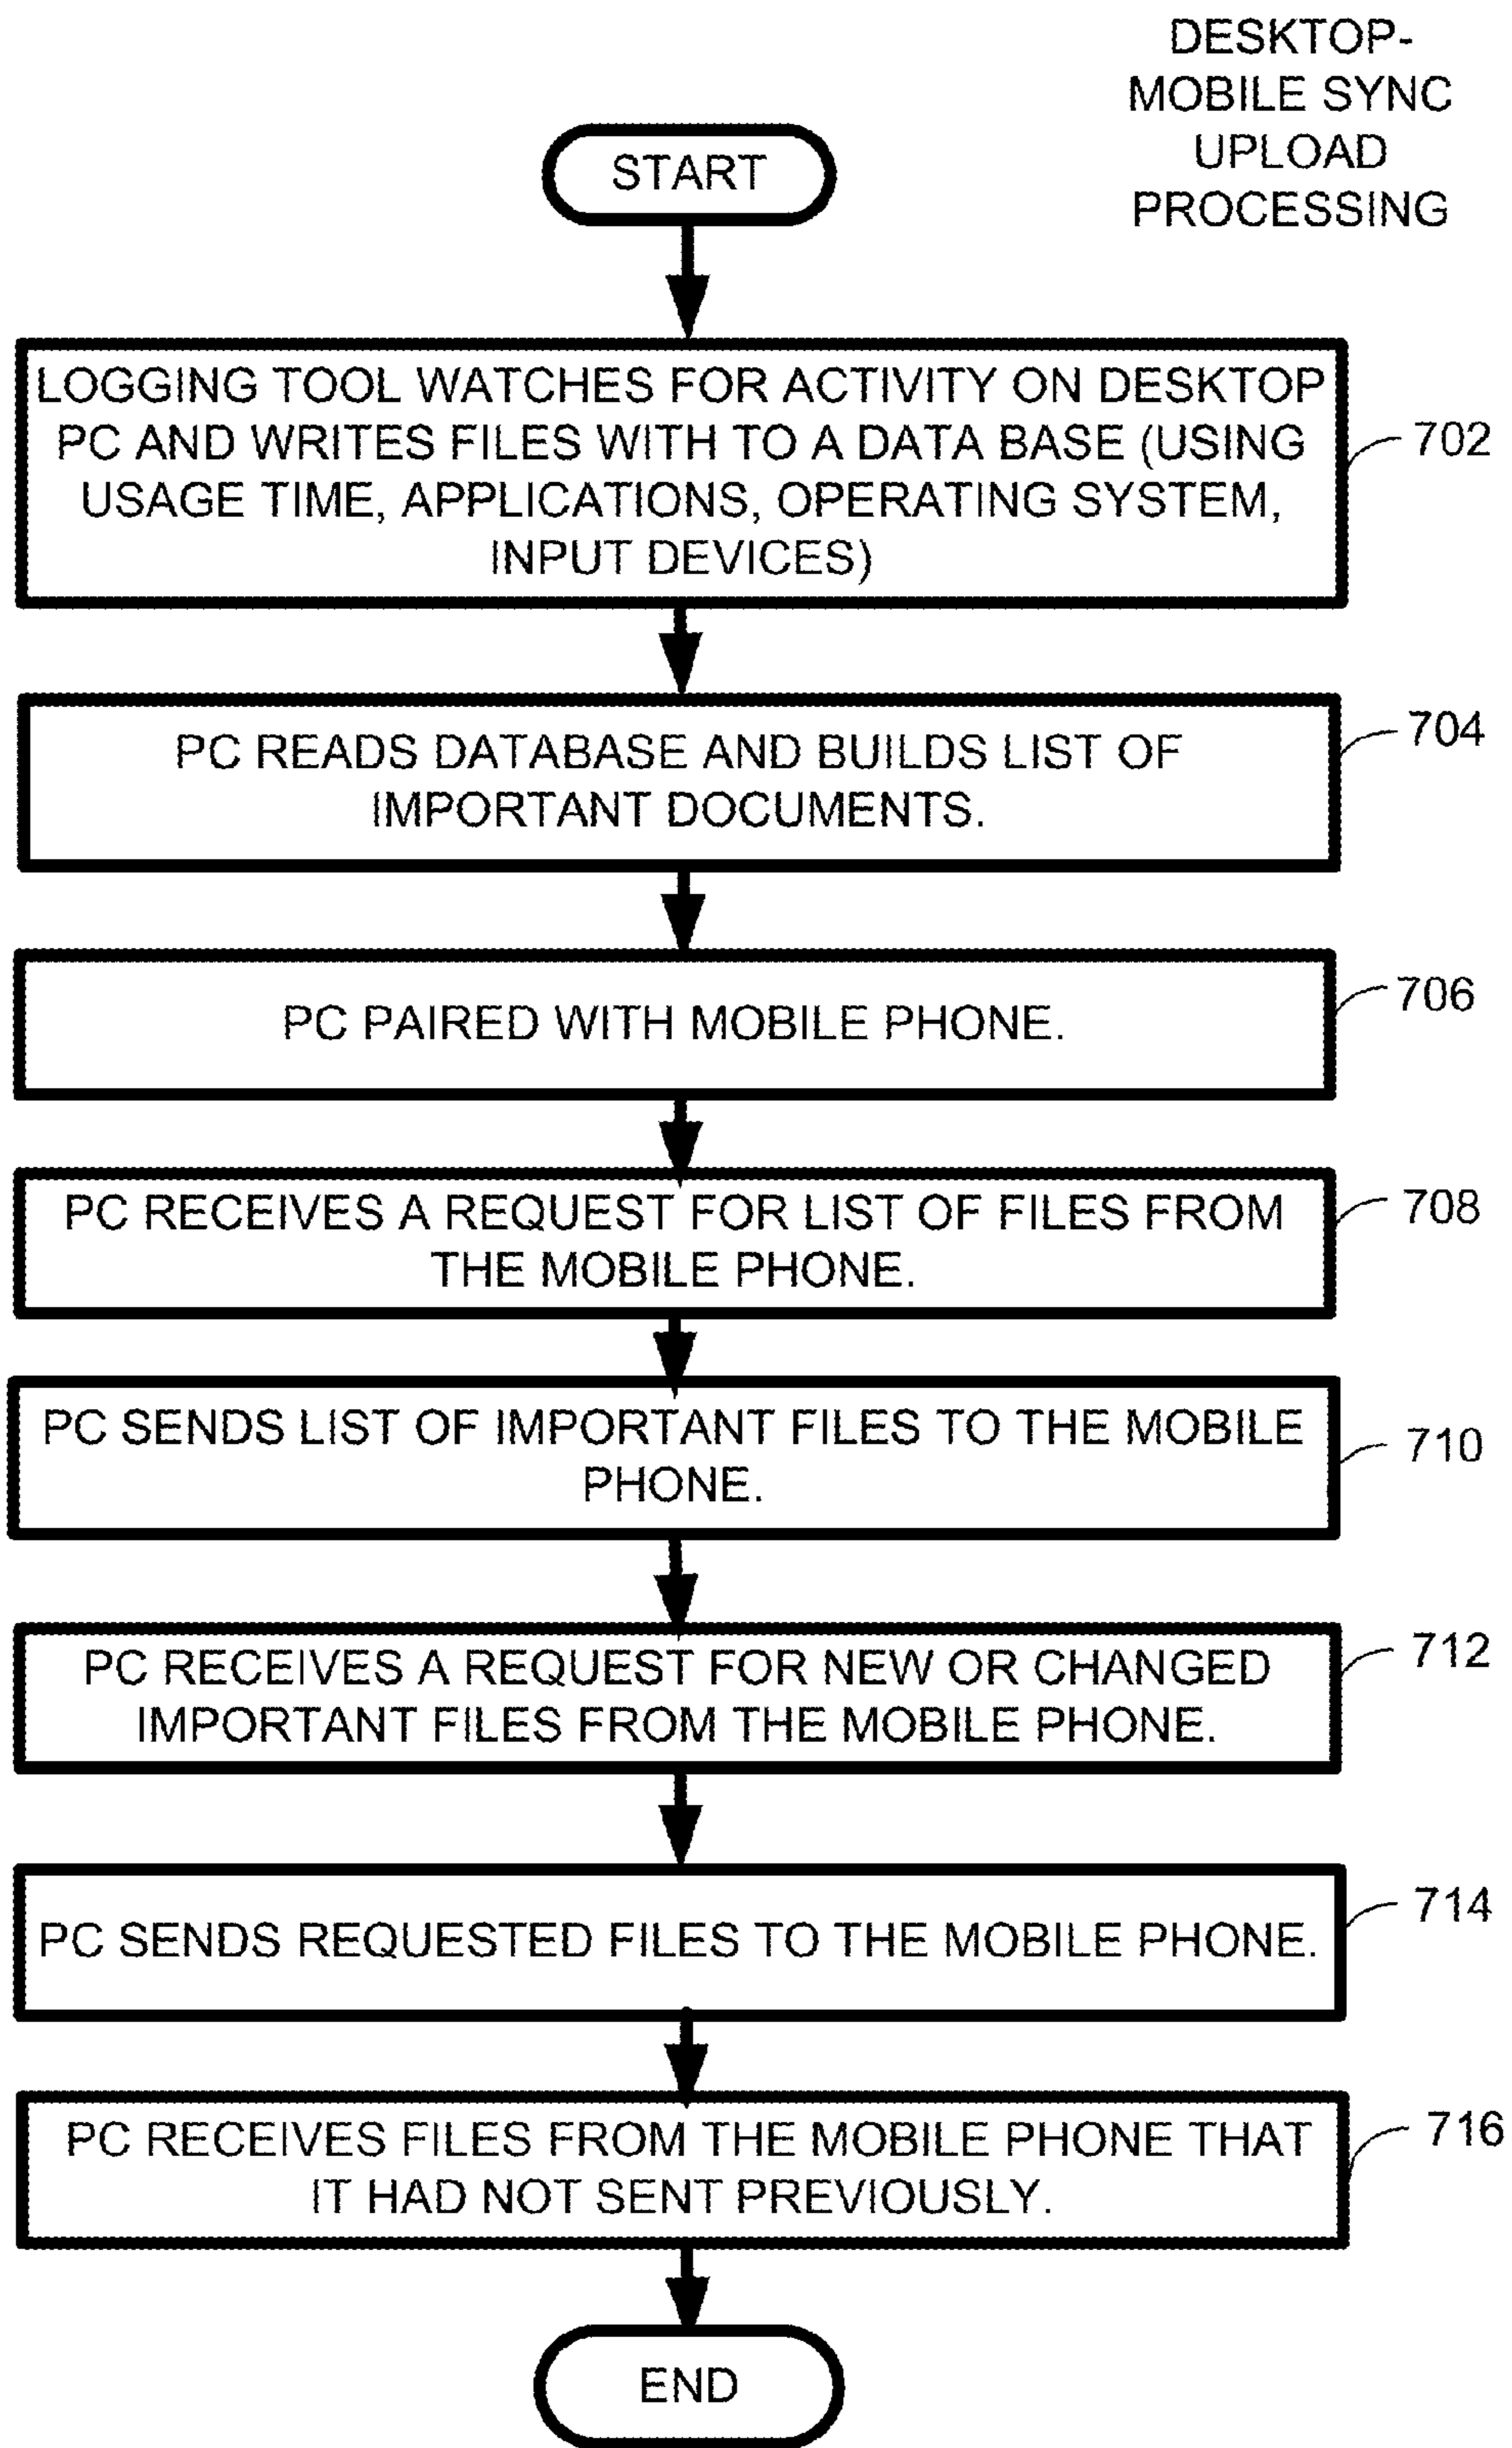 DESKTOP-
MOBILE SYNC
UPLOAD
PROCESSING
START
LOGGING TOOL WATCHES FOR ACTIVITY ON DESKTOP
PC AND WRITES FILES WITH TO A DATA BASE (USING
USAGE TIME, APPLICATIONS, OPERATING SYSTEM,
INPUT DEVICES)
702
PC READS DATABASE AND BUILDS LIST OF
IMPORTANT DOCUMENTS.
704
PC PAIRED WITH MOBILE PHONE.
706
PC RECEIVES A REQUEST FOR LIST OF FILES FROM
THE MOBILE PHONE.
708
PC SENDS LIST OF IMPORTANT FILES TO THE MOBILE
PHONE.
710
PC RECEIVES A REQUEST FOR NEW OR CHANGED
IMPORTANT FILES FROM THE MOBILE PHONE.
712
PC SENDS REQUESTED FILES TO THE MOBILE PHONE.
714
PC RECEIVES FILES FROM THE MOBILE PHONE THAT
IT HAD NOT SENT PREVIOUSLY.
716
END